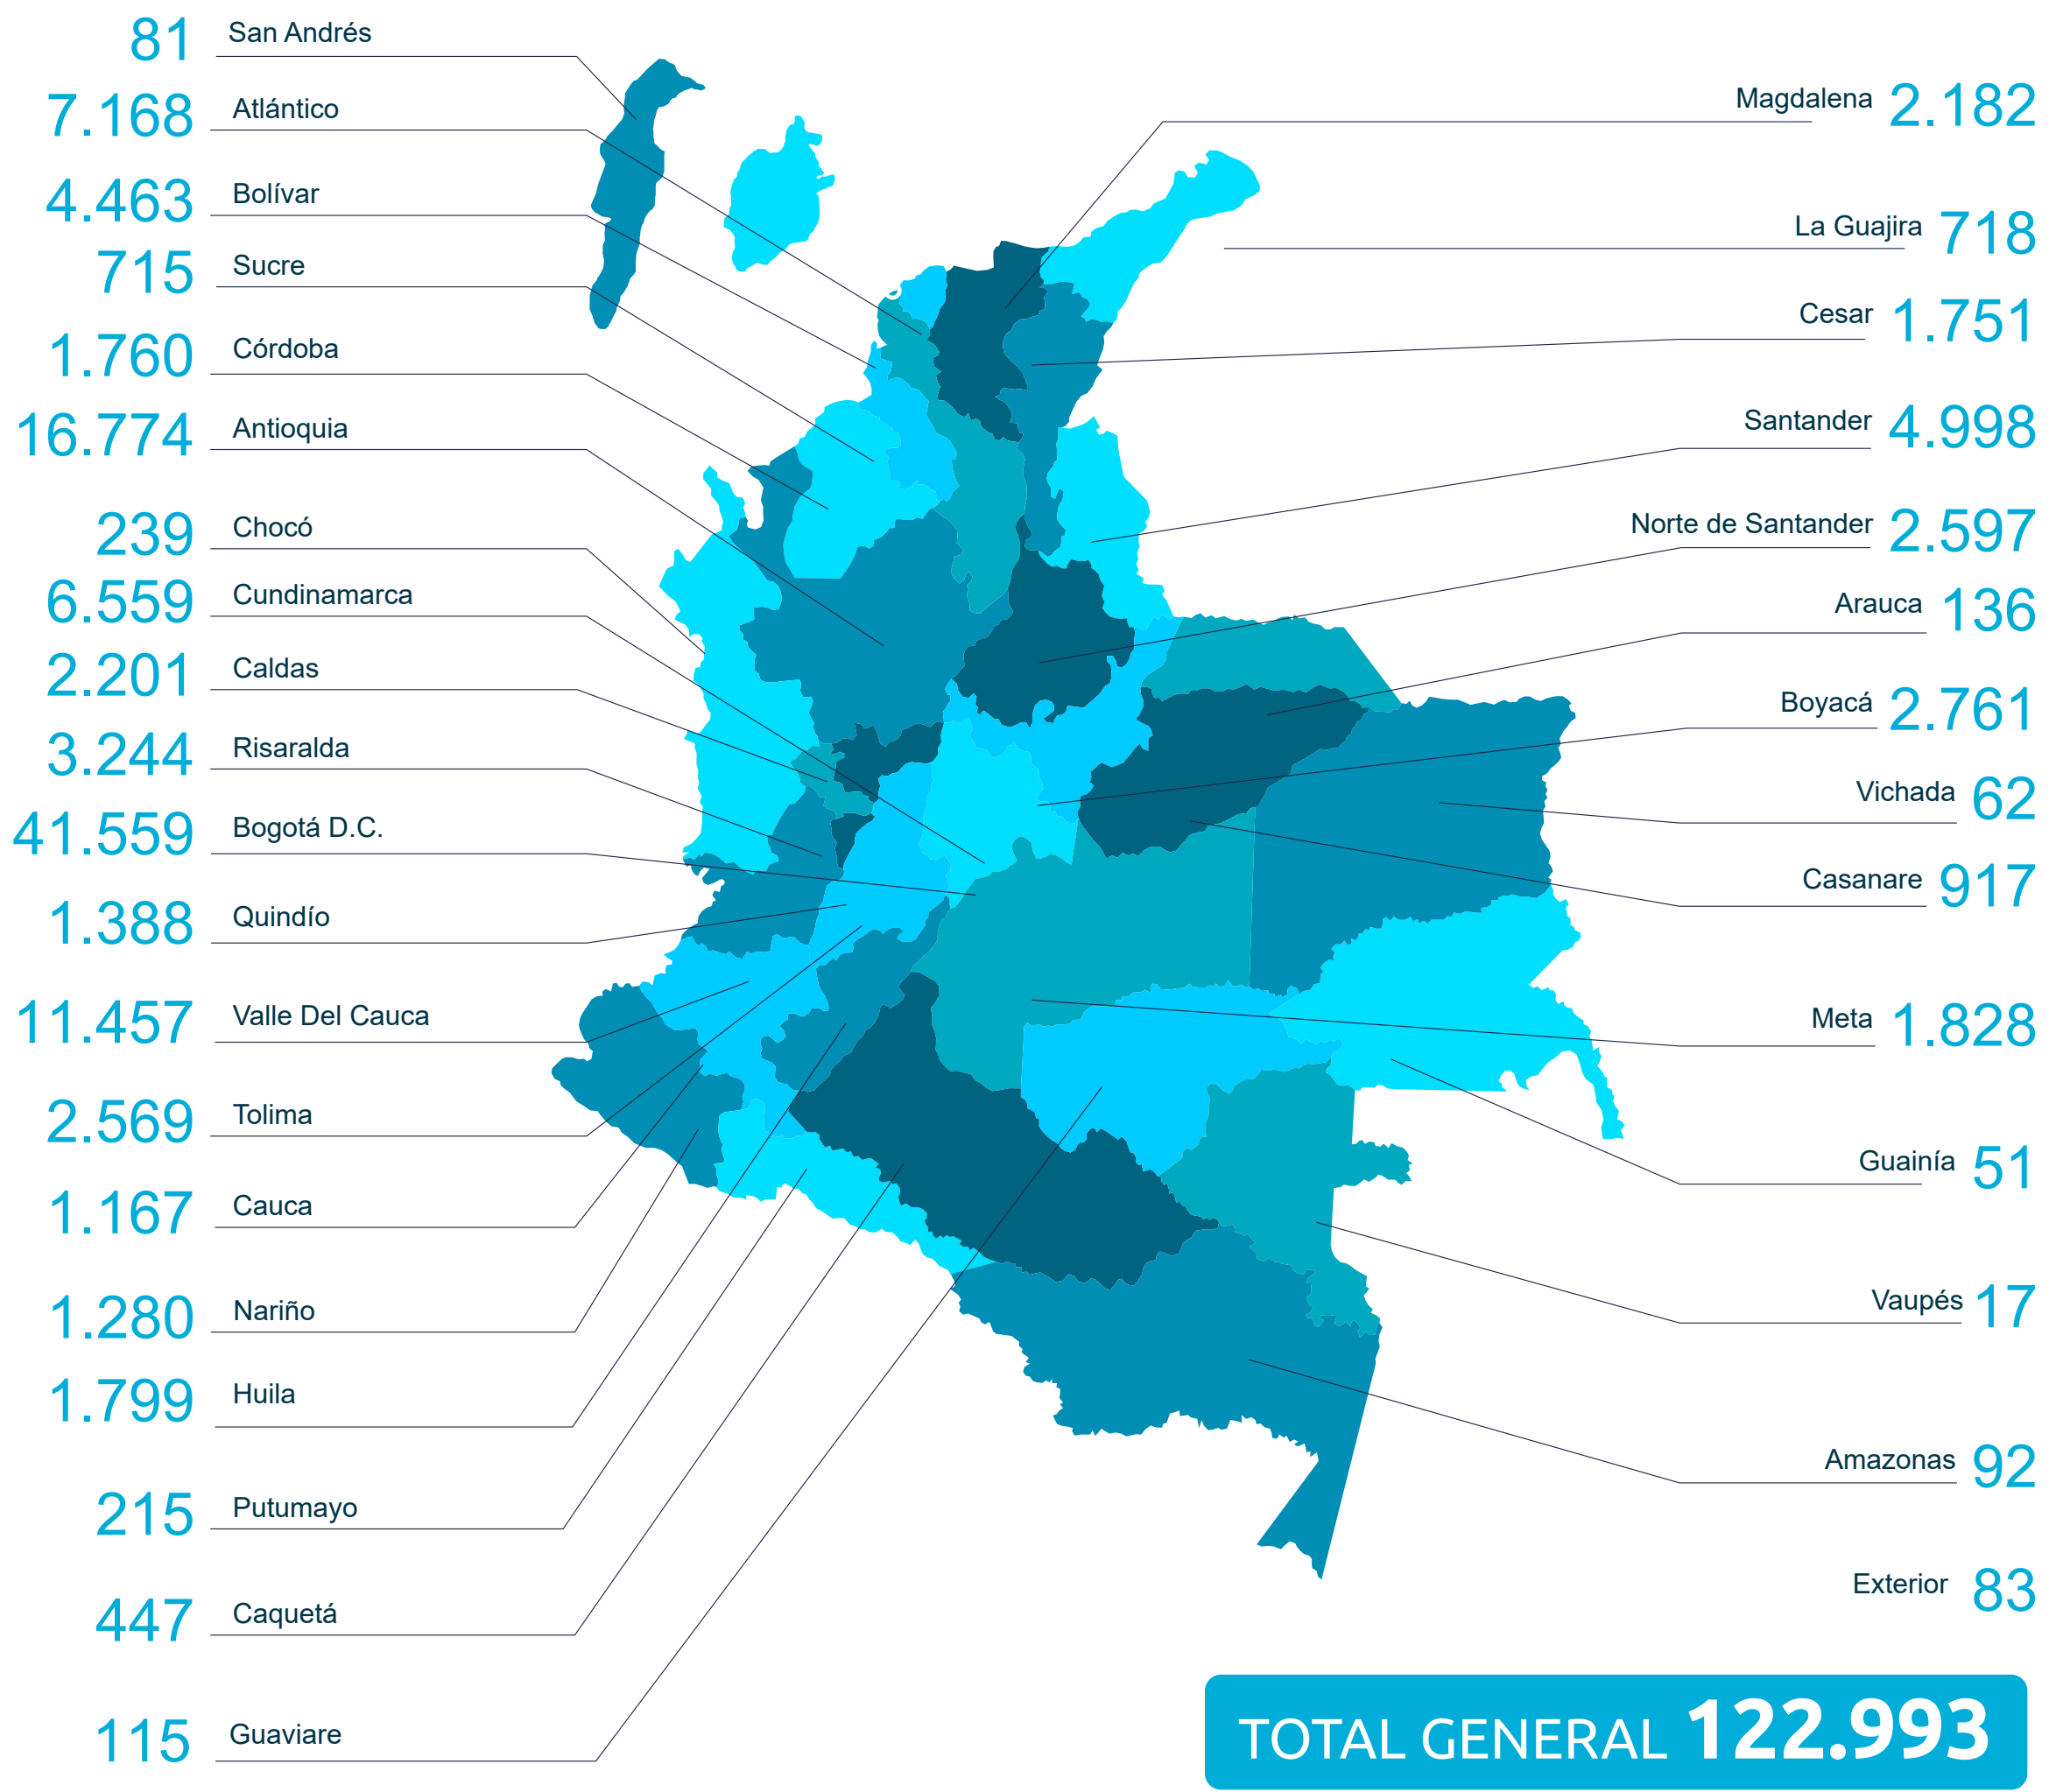 81 San Andrés
7.168 Atlántico
4.463 Bolívar
715 Sucre
1.760 Córdoba
16.774 Antioquia
239 Chocó
6.559 Cundinamarca
2.201 Caldas
3.244 Risaralda
41.559 Bogotá D.C.
1.388 Quindío
11.457 Valle Del Cauca
2.569 Tolima
1.167 Cauca
1.280 Nariño
1.799 Huila
215 Putumayo
447 Caquetá
115 Guaviare
Magdalena 2.182
La Guajira 718
Cesar 1.751
Santander 4.998
Norte de Santander 2.597
Arauca 136
Boyacá 2.761
Vichada 62
Casanare 917
Meta 1.828
Guainía 51
Vaupés 17
Amazonas 92
Exterior 83
TOTAL GENERAL 122.993